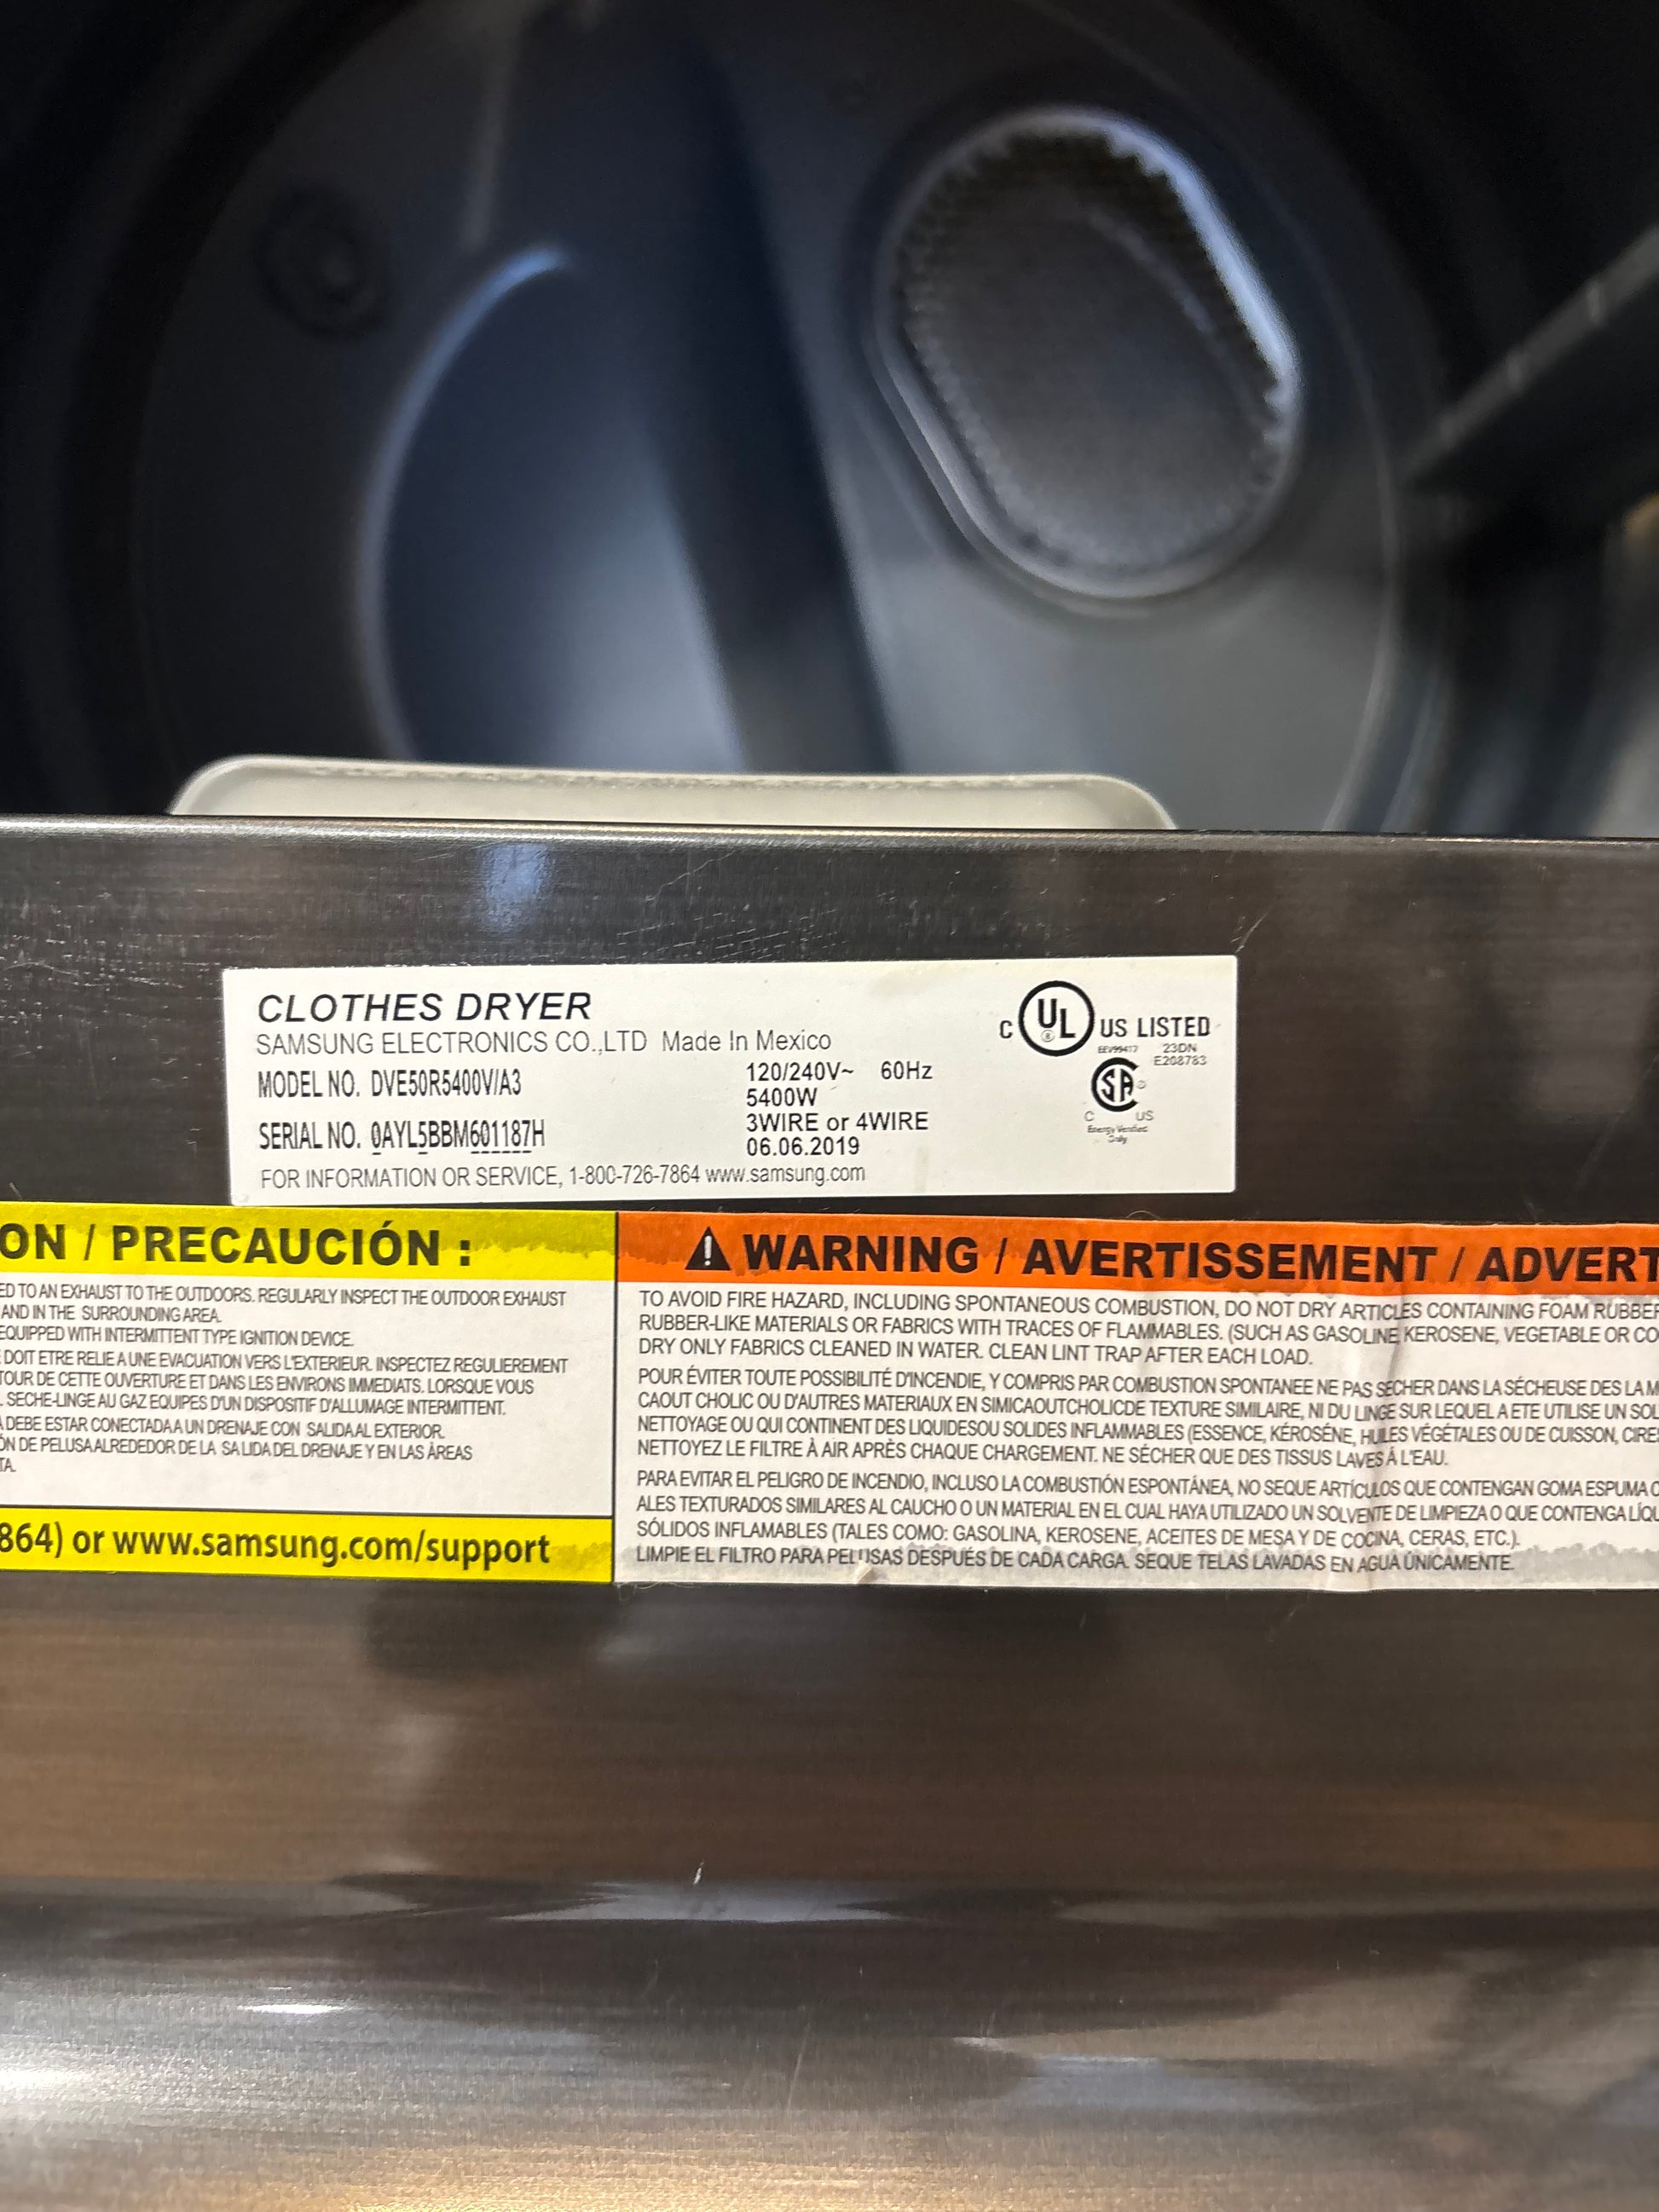 CLOTHES DRYER
SAMSUNG ELECTRONICS CO.,LTD Made In Mexico
MODEL NO. DVE50R5400V/A3
SERIAL NO. 0AYL5BBM601187H
120/240V~ 60Hz
5400W
3WIRE or 4WIRE
06.06.2019
FOR INFORMATION OR SERVICE, 1-800-726-7864 www.samsung.com
C UL ® US LISTED
EEV99417 23DN
E208783
SA ®
C US
Energy Verified
Only
ON / PRECAUCIÓN :
ED TO AN EXHAUST TO THE OUTDOORS. REGULARLY INSPECT THE OUTDOOR EXHAUST
AND IN THE SURROUNDING AREA.
EQUIPPED WITH INTERMITTENT TYPE IGNITION DEVICE.
DOIT ETRE RELIE A UNE EVACUATION VERS L'EXTERIEUR. INSPECTEZ REGULIEREMENT
TOUR DE CETTE OUVERTURE ET DANS LES ENVIRONS IMMEDIATS. LORSQUE VOUS
SECHE-LINGE AU GAZ EQUIPES D'UN DISPOSITIF D'ALLUMAGE INTERMITTENT.
DEBE ESTAR CONECTADA A UN DRENAJE CON SALIDA AL EXTERIOR.
ÓN DE PELUSA ALREDEDOR DE LA SALIDA DEL DRENAJE Y EN LAS ÀREAS
TA.
864) or www.samsung.com/support
WARNING / AVERTISSEMENT / ADVERT
TO AVOID FIRE HAZARD, INCLUDING SPONTANEOUS COMBUSTION, DO NOT DRY ARTICLES CONTAINING FOAM RUBBER
RUBBER-LIKE MATERIALS OR FABRICS WITH TRACES OF FLAMMABLES. (SUCH AS GASOLINE KEROSENE, VEGETABLE OR CO
DRY ONLY FABRICS CLEANED IN WATER. CLEAN LINT TRAP AFTER EACH LOAD.
POUR ÉVITER TOUTE POSSIBILITÉ D'INCENDIE, Y COMPRIS PAR COMBUSTION SPONTANEE NE PAS SECHER DANS LA SÉCHEUSE DES LA M
CAOUT CHOLIC OU D'AUTRES MATERIAUX EN SIMICAOUTCHOLICDE TEXTURE SIMILAIRE, NI DU LINGE SUR LEQUEL A ETE UTILISE UN SOL
NETTOYAGE OU QUI CONTINENT DES LIQUIDESOU SOLIDES INFLAMMABLES (ESSENCE, KÉROSÉNE, HUILES VÉGÉTALES OU DE CUISSON, CIRE
NETTOYEZ LE FILTRE À AIR APRÈS CHAQUE CHARGEMENT. NE SÉCHER QUE DES TISSUS LAVES Á L'EAU.
PARA EVITAR EL PELIGRO DE INCENDIO, INCLUSO LA COMBUSTIÓN ESPONTÁNEA, NO SEQUE ARTÍCULOS QUE CONTENGAN GOMA ESPUMA O
ALES TEXTURADOS SIMILARES AL CAUCHO O UN MATERIAL EN EL CUAL HAYA UTILIZADO UN SOLVENTE DE LIMPIEZA O QUE CONTENGA LÍQU
SÓLIDOS INFLAMABLES (TALES COMO: GASOLINA, KEROSENE, ACEITES DE MESA Y DE COCINA, CERAS, ETC.).
LIMPIE EL FILTRO PARA PELUSAS DESPUÉS DE CADA CARGA. SEQUE TELAS LAVADAS EN AGUA ÚNICAMENTE.